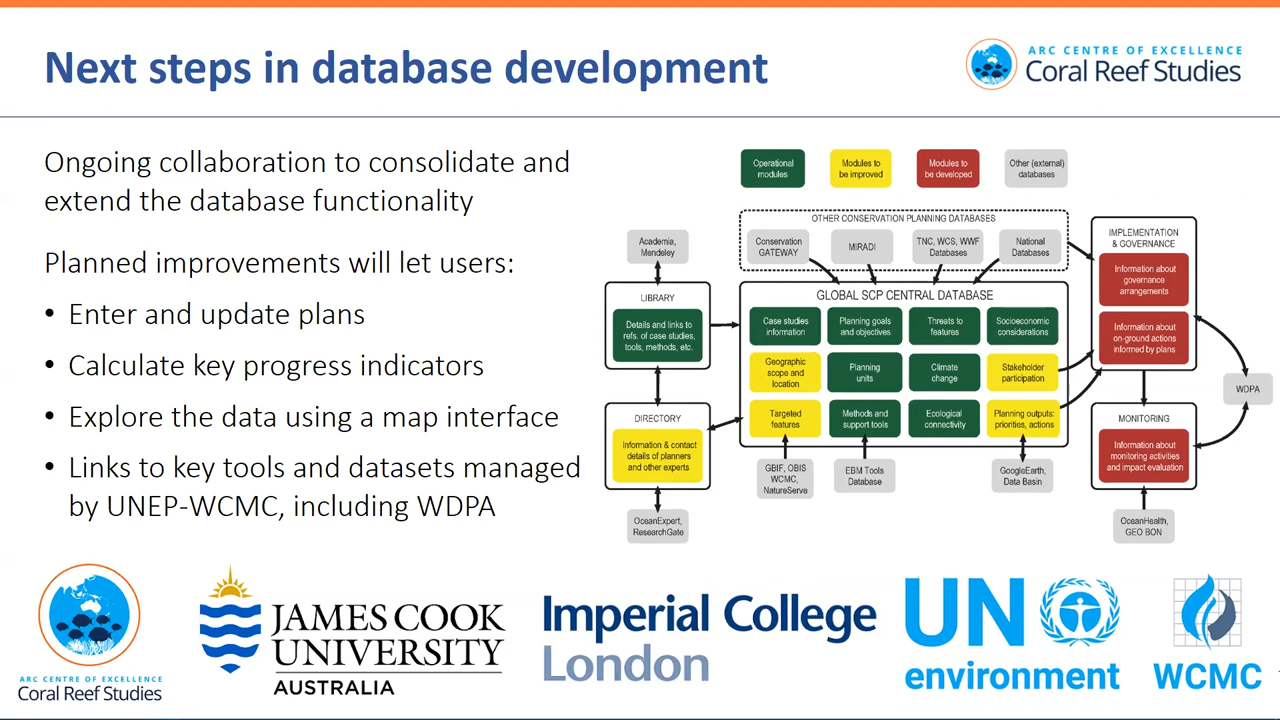 Next steps in database development
ARC CENTRE OF EXCELLENCE
Coral Reef Studies
Ongoing collaboration to consolidate and
extend the database functionality
Planned improvements will let users:
• Enter and update plans
• Calculate key progress indicators
• Explore the data using a map interface
• Links to key tools and datasets managed
by UNEP-WCMC, including WDPA
Operational
modules
Modules to
be improved
Modules to
be developed
Other (external)
databases
OTHER CONSERVATION PLANNING DATABASES
Conservation
GATEWAY
MIRADI
TNC, WCS, WWF
Databases
National
Databases
Academia,
Mendeley
LIBRARY
Details and links to
refs. of case studies,
tools, methods, etc.
DIRECTORY
Information & contact
details of planners
and other experts
OceanExpert,
ResearchGate
GLOBAL SCP CENTRAL DATABASE
Case studies
information
Planning goals
and objectives
Threats to
features
Socioeconomic
considerations
Geographic
scope and
location
Planning
units
Climate
change
Stakeholder
participation
Targeted
features
Methods and
support tools
Ecological
connectivity
Planning outputs:
priorities, actions
GBIF, OBIS
WCMC,
NatureServe
EBM Tools
Database
GoogleEarth,
Data Basin
IMPLEMENTATION
& GOVERNANCE
Information about
governance
arrangements
Information about
on-ground actions
informed by plans
WDPA
MONITORING
Information about
monitoring activities
and impact evaluation
OceanHealth,
GEO BON
ARC CENTRE OF EXCELLENCE
Coral Reef Studies
JAMES COOK
UNIVERSITY
AUSTRALIA
Imperial College
London
UN
environment
WCMC